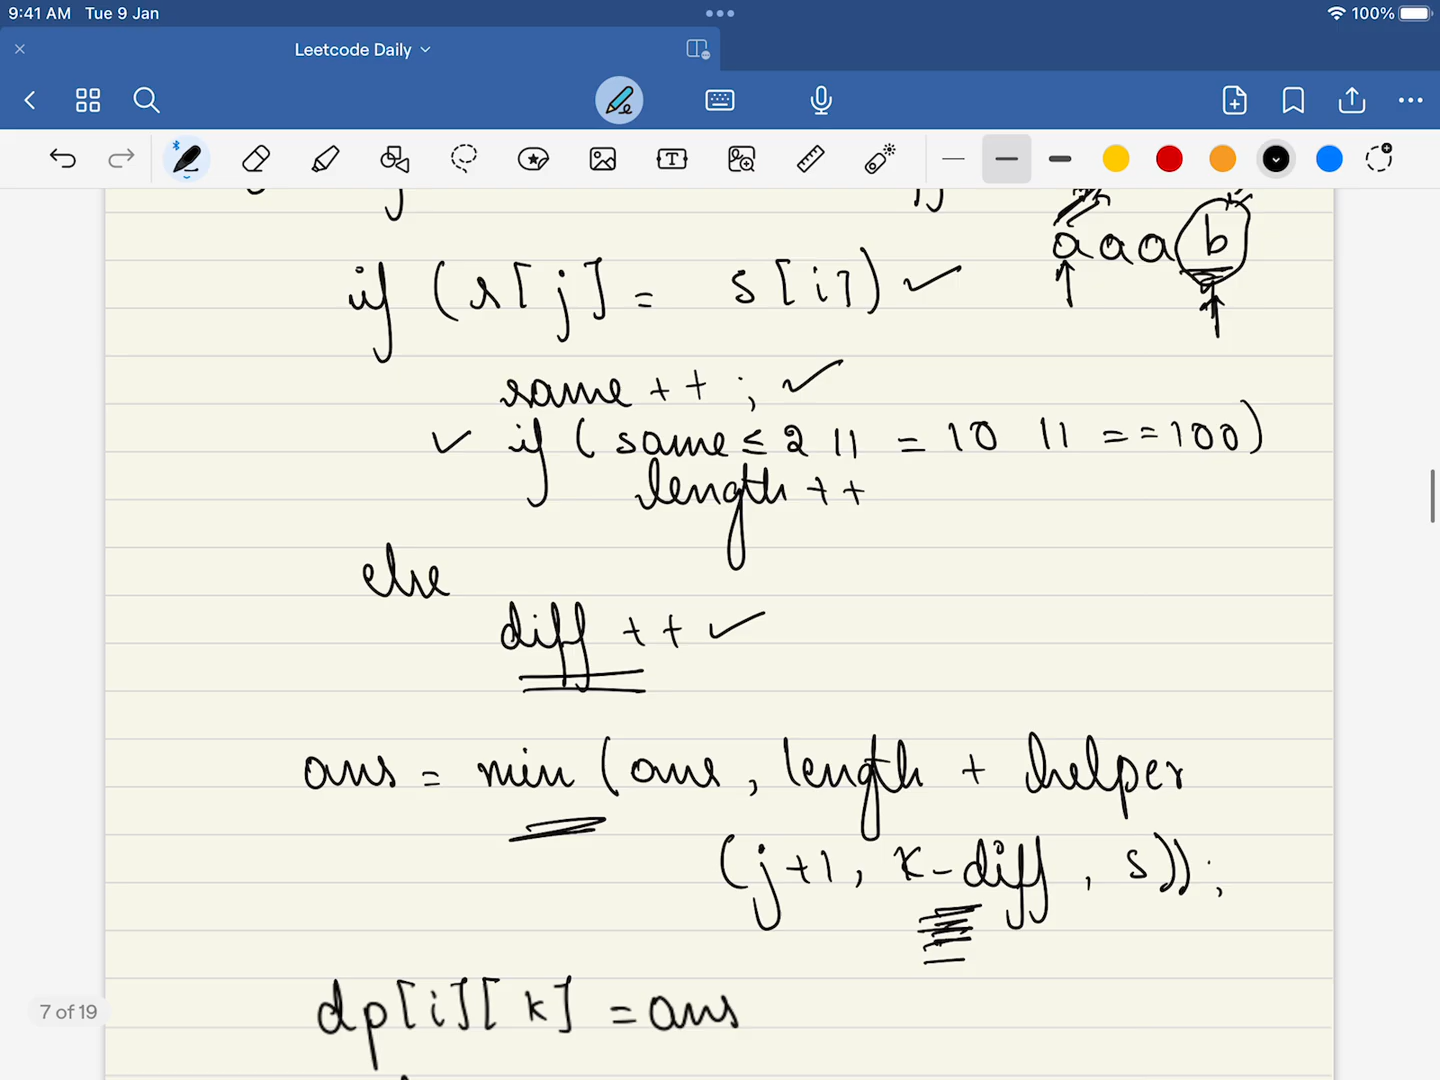 9:41 AM Tue 9 Jan
100%
Leetcode Daily
a a a b
if (s[j] = s[i])
same ++ ;
if ( same ≤ 2 || = 10 || = =100)
length ++
else
diff ++
ans = min (ans , length + helper
(j+1, k-diff , s)) ;
dp[i][k] = ans
7 of 19